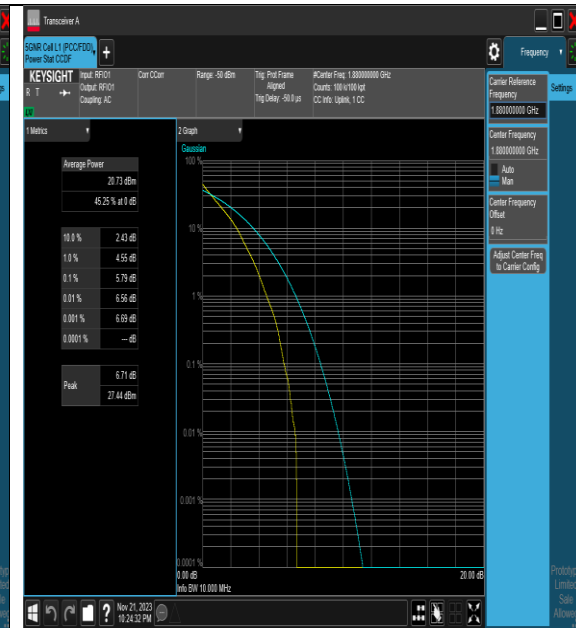 Transceiver A
5GNR Cell L1 (PCC/FDD),
Power Stat CCDF
+
Frequency
KEYSIGHT
R T
Input: RFIO1
Output: RFIO1
Coupling: AC
Corr CCorr
Range: -50 dBm
Trig: Prot Frame
Aligned
Trig Delay: -50.0 µs
#Center Freq: 1.880000000 GHz
Counts: 100 k/100 kpt
CC Info: Uplink, 1 CC
1 Metrics
Average Power
20.73 dBm
45.25 % at 0 dB
10.0 % 2.43 dB
1.0 % 4.55 dB
0.1 % 5.79 dB
0.01 % 6.56 dB
0.001 % 6.69 dB
0.0001 % --- dB
Peak
6.71 dB
27.44 dBm
2 Graph
Gaussian
100 %
10 %
1 %
0.1 %
0.01 %
0.001 %
0.0001 %
0.00 dB
20.00 dB
Info BW 10.000 MHz
Carrier Reference
Frequency
1.880000000 GHz
Center Frequency
1.880000000 GHz
Auto
Man
Center Frequency
Offset
0 Hz
Adjust Center Freq
to Carrier Config
Settings
?
Nov 21, 2023
10:24:32 PM
Limited
Sale